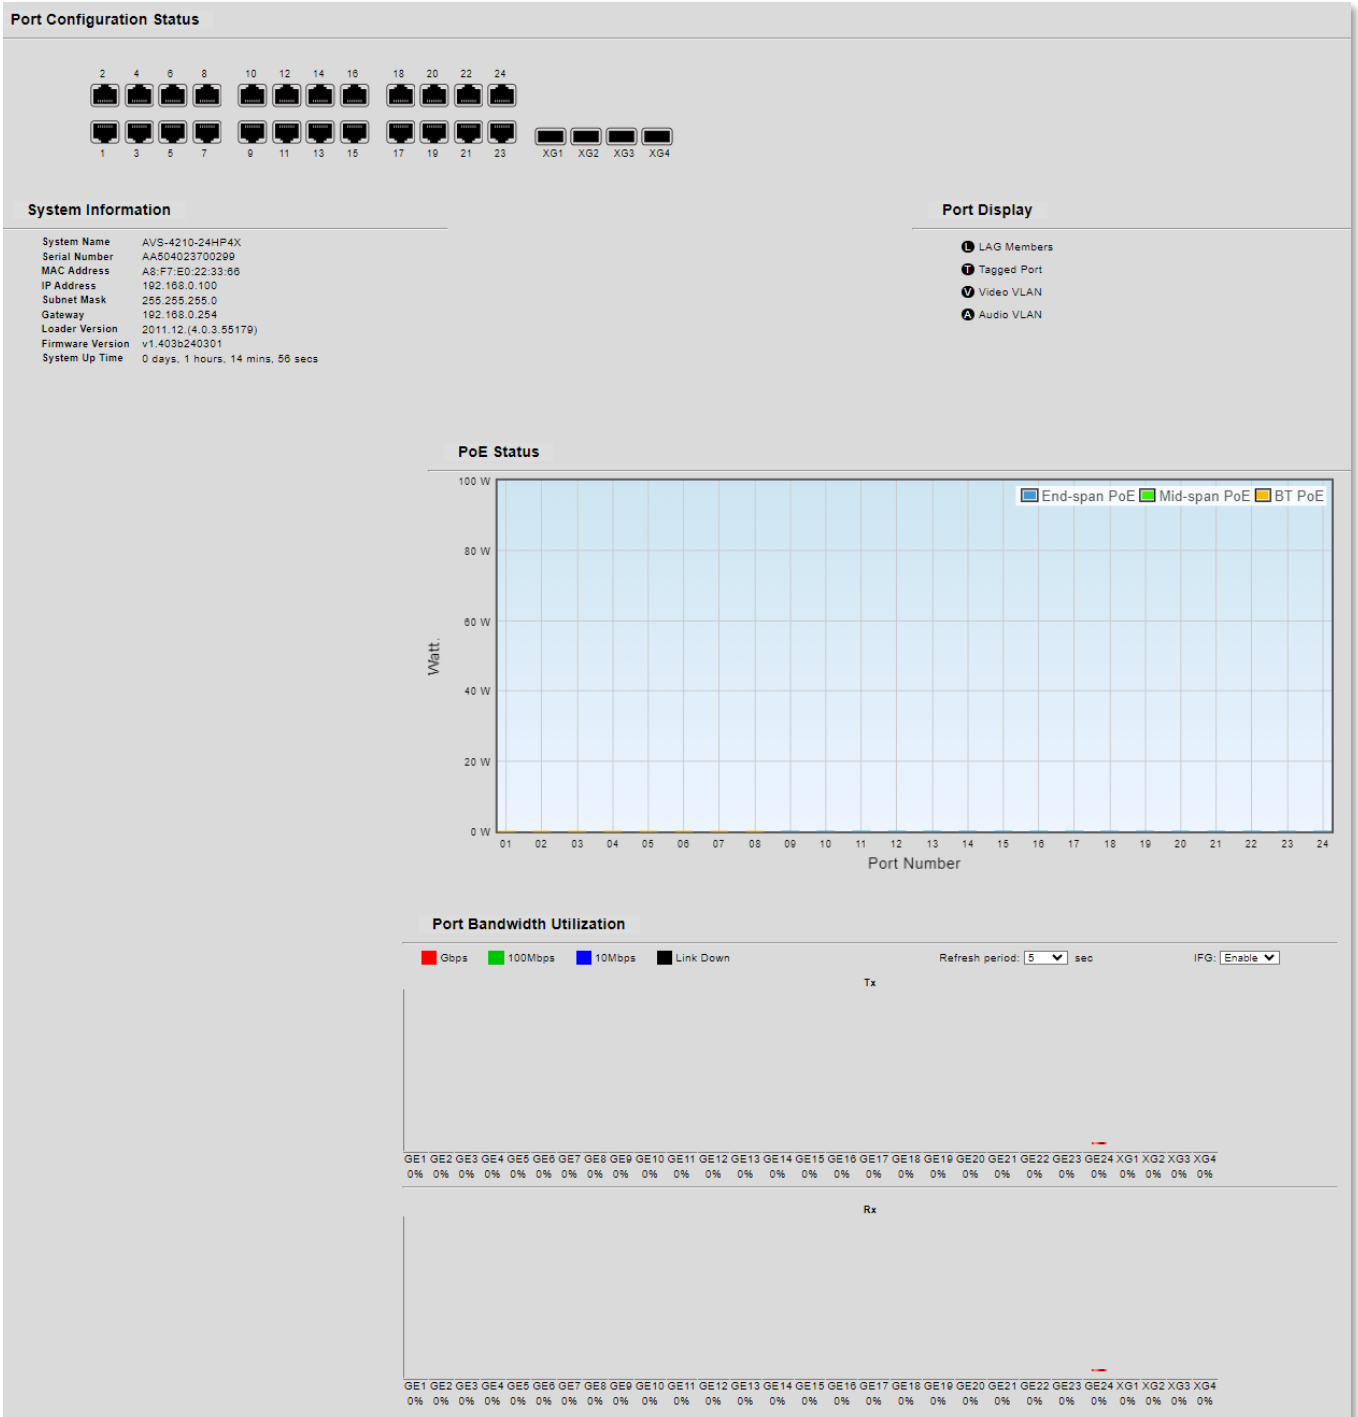 Port Configuration Status
2 4 6 8 10 12 14 16 18 20 22 24
1 3 5 7 9 11 13 15 17 19 21 23 XG1 XG2 XG3 XG4
System Information
System Name AVS-4210-24HP4X
Serial Number AA504023700299
MAC Address A8:F7:E0:22:33:66
IP Address 192.168.0.100
Subnet Mask 255.255.255.0
Gateway 192.168.0.254
Loader Version 2011.12.(4.0.3.55179)
Firmware Version v1.403b240301
System Up Time 0 days, 1 hours, 14 mins, 56 secs
Port Display
L LAG Members
T Tagged Port
V Video VLAN
A Audio VLAN
PoE Status
End-span PoE Mid-span PoE BT PoE
100 W
80 W
60 W
40 W
20 W
0 W
Watt.
01 02 03 04 05 06 07 08 09 10 11 12 13 14 15 16 17 18 19 20 21 22 23 24
Port Number
Port Bandwidth Utilization
Gbps 100Mbps 10Mbps Link Down Refresh period: 5 sec IFG: Enable
Tx
GE1 GE2 GE3 GE4 GE5 GE6 GE7 GE8 GE9 GE10 GE11 GE12 GE13 GE14 GE15 GE16 GE17 GE18 GE19 GE20 GE21 GE22 GE23 GE24 XG1 XG2 XG3 XG4
0% 0% 0% 0% 0% 0% 0% 0% 0% 0% 0% 0% 0% 0% 0% 0% 0% 0% 0% 0% 0% 0% 0% 0% 0% 0% 0% 0%
Rx
GE1 GE2 GE3 GE4 GE5 GE6 GE7 GE8 GE9 GE10 GE11 GE12 GE13 GE14 GE15 GE16 GE17 GE18 GE19 GE20 GE21 GE22 GE23 GE24 XG1 XG2 XG3 XG4
0% 0% 0% 0% 0% 0% 0% 0% 0% 0% 0% 0% 0% 0% 0% 0% 0% 0% 0% 0% 0% 0% 0% 0% 0% 0% 0% 0%